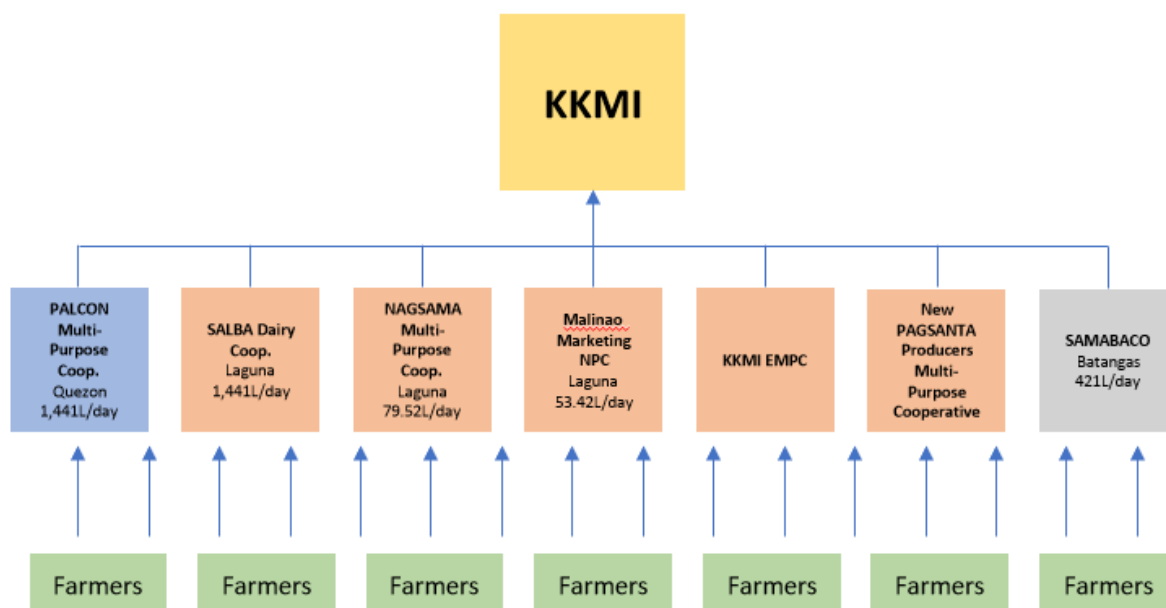 KKMI
PALCON
Multi-
Purpose
Coop.
Quezon
1,441L/day
SALBA Dairy
Coop.
Laguna
1,441L/day
NAGSAMA
Multi-
Purpose
Coop.
Laguna
79.52L/day
Malinao
Marketing
NPC
Laguna
53.42L/day
KKMI EMPC
New
PAGSANTA
Producers
Multi-
Purpose
Cooperative
SAMABACO
Batangas
421L/day
Farmers
Farmers
Farmers
Farmers
Farmers
Farmers
Farmers